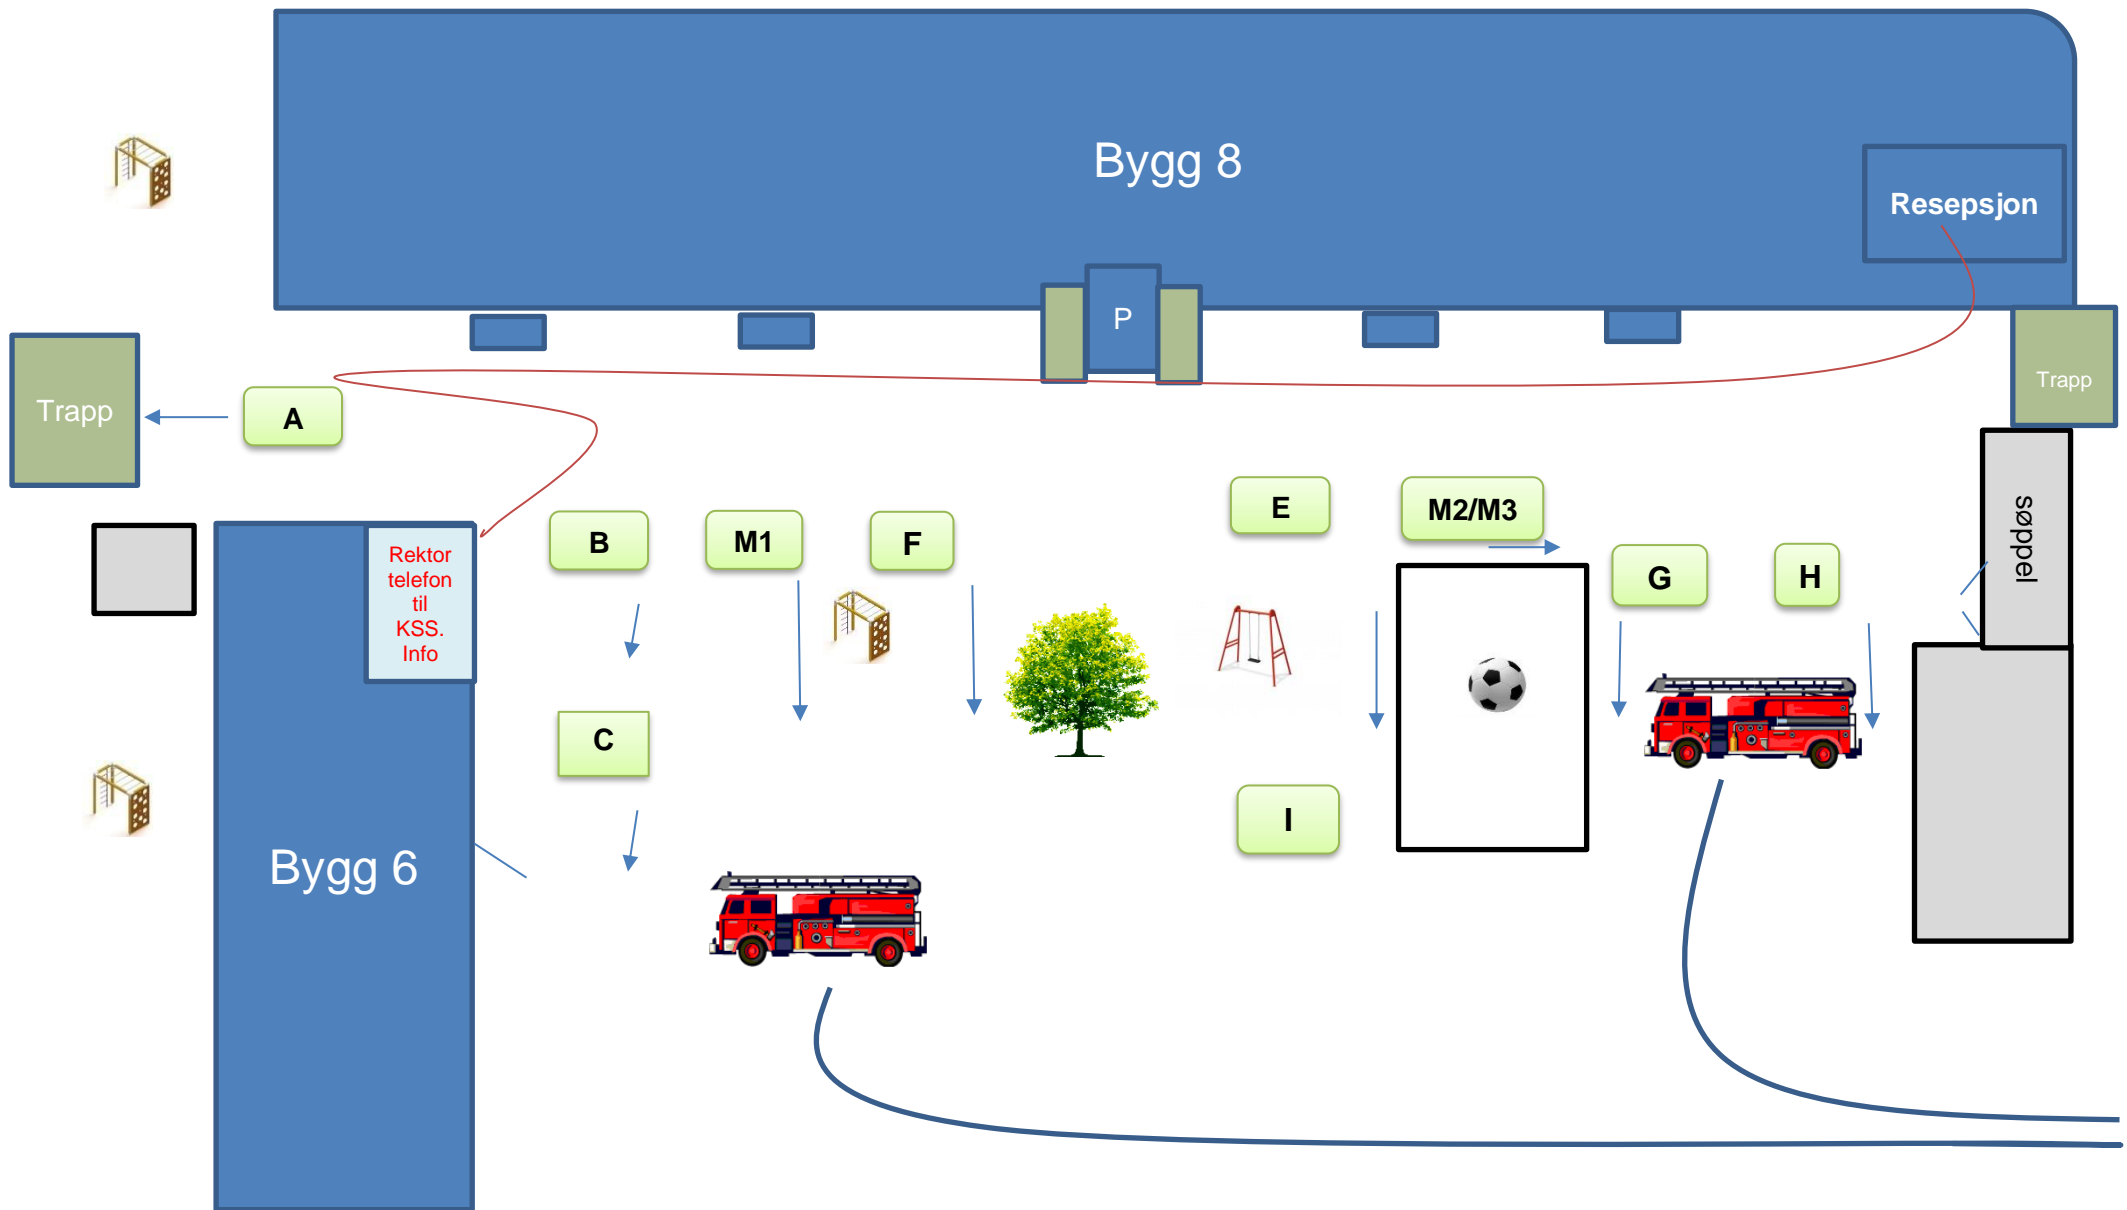 Bygg 8
Resepsjon
P
Trapp
Trapp
A
E
M2/M3
søppel
B
M1
F
G
H
Rektor
telefon
til
KSS.
Info
C
I
Bygg 6